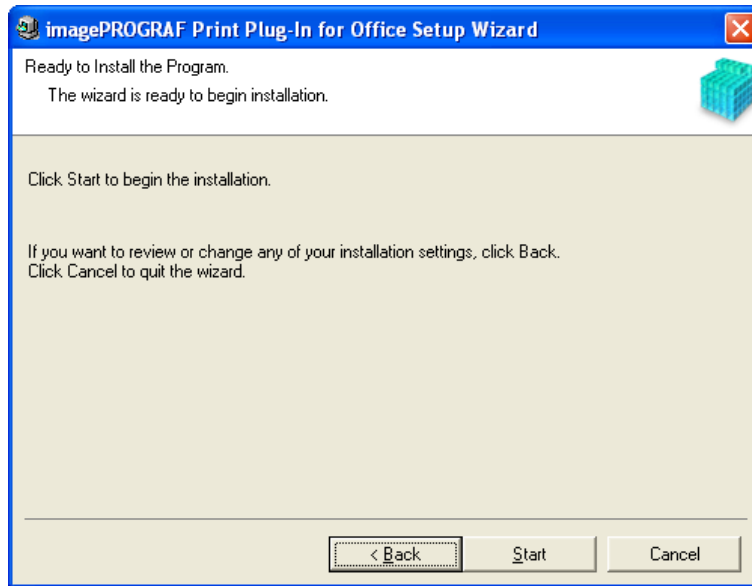 imagePROGRAF Print Plug-In for Office Setup Wizard
Ready to Install the Program.
The wizard is ready to begin installation.
Click Start to begin the installation.
If you want to review or change any of your installation settings, click Back.
Click Cancel to quit the wizard.
< Back
Start
Cancel